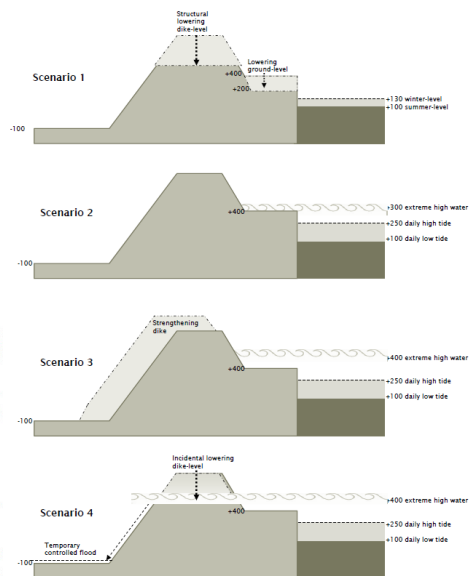 Structural
lowering
dike-level
Lowering
ground-level
Scenario 1
+400
+200
+130 winter-level
+100 summer-level
-100
Scenario 2
+400
+300 extreme high water
+250 daily high tide
+100 daily low tide
-100
Strengthening
dike
Scenario 3
+400 extreme high water
+400
+250 daily high tide
+100 daily low tide
-100
Incidental lowering
dike-level
+400 extreme high water
Scenario 4
+400
+250 daily high tide
+100 daily low tide
Temporary
controlled flood
-100